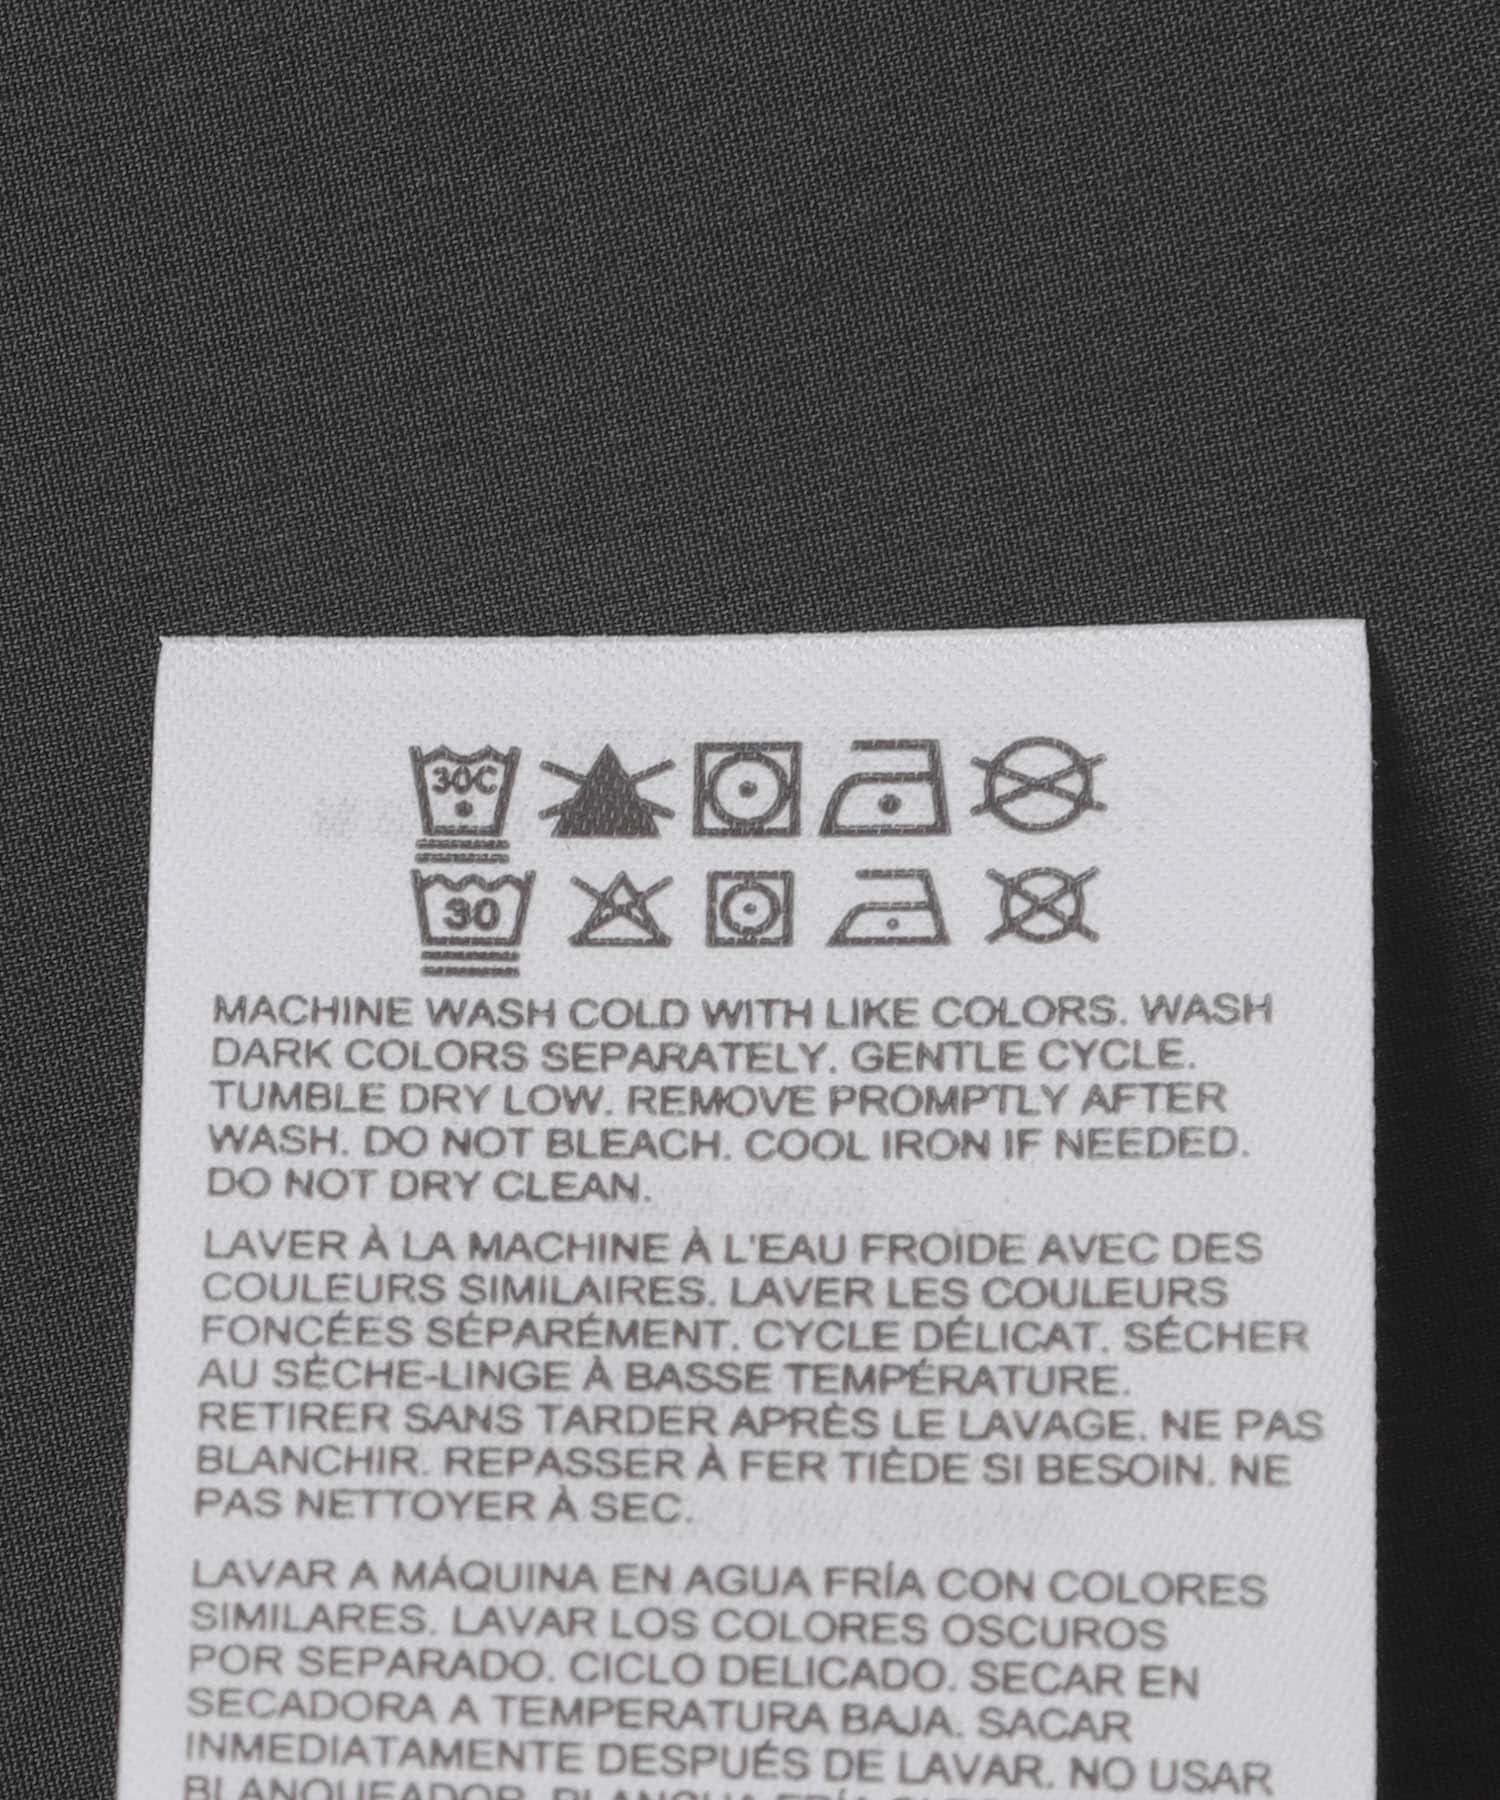 30C
30
MACHINE WASH COLD WITH LIKE COLORS. WASH
DARK COLORS SEPARATELY. GENTLE CYCLE.
TUMBLE DRY LOW. REMOVE PROMPTLY AFTER
WASH. DO NOT BLEACH. COOL IRON IF NEEDED.
DO NOT DRY CLEAN.
LAVER À LA MACHINE À L'EAU FROIDE AVEC DES
COULEURS SIMILAIRES. LAVER LES COULEURS
FONCÉES SÉPARÉMENT. CYCLE DÉLICAT. SÉCHER
AU SÈCHE-LINGE À BASSE TEMPÉRATURE.
RETIRER SANS TARDER APRÈS LE LAVAGE. NE PAS
BLANCHIR. REPASSER À FER TIÈDE SI BESOIN. NE
PAS NETTOYER À SEC.
LAVAR A MÁQUINA EN AGUA FRÍA CON COLORES
SIMILARES. LAVAR LOS COLORES OSCUROS
POR SEPARADO. CICLO DELICADO. SECAR EN
SECADORA A TEMPERATURA BAJA. SACAR
INMEDIATAMENTE DESPUÉS DE LAVAR. NO USAR
BLANQUEADOR. PLANCHA FRÍA